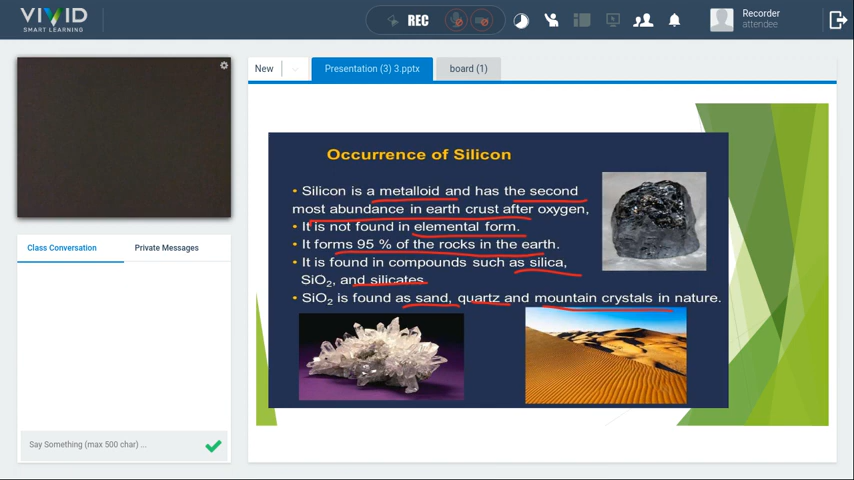 VIVID
SMART LEARNING
REC
Recorder
attendee
New
Presentation (3) 3.pptx
board (1)
Occurrence of Silicon
• Silicon is a metalloid and has the second
most abundance in earth crust after oxygen,
• It is not found in elemental form.
• It forms 95 % of the rocks in the earth.
• It is found in compounds such as silica,
SiO₂, and silicates.
• SiO₂ is found as sand, quartz and mountain crystals in nature.
Class Conversation
Private Messages
Say Something (max 500 char) ...